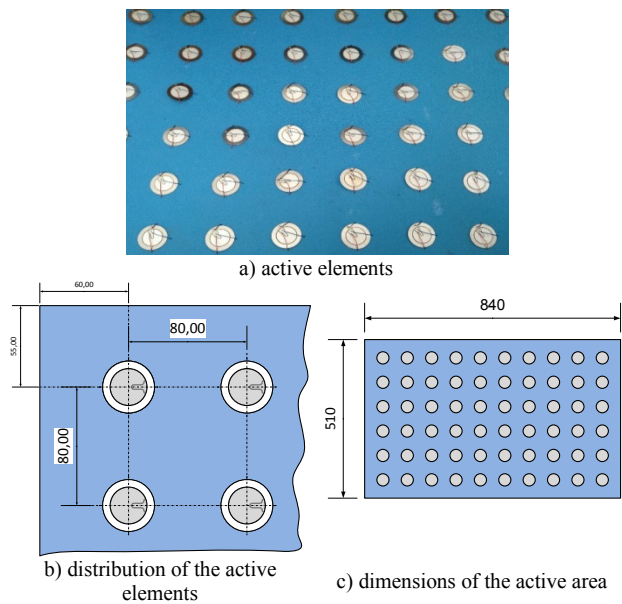 a) active elements
60,00
55,00
80,00
80,00
b) distribution of the active
elements
840
510
c) dimensions of the active area